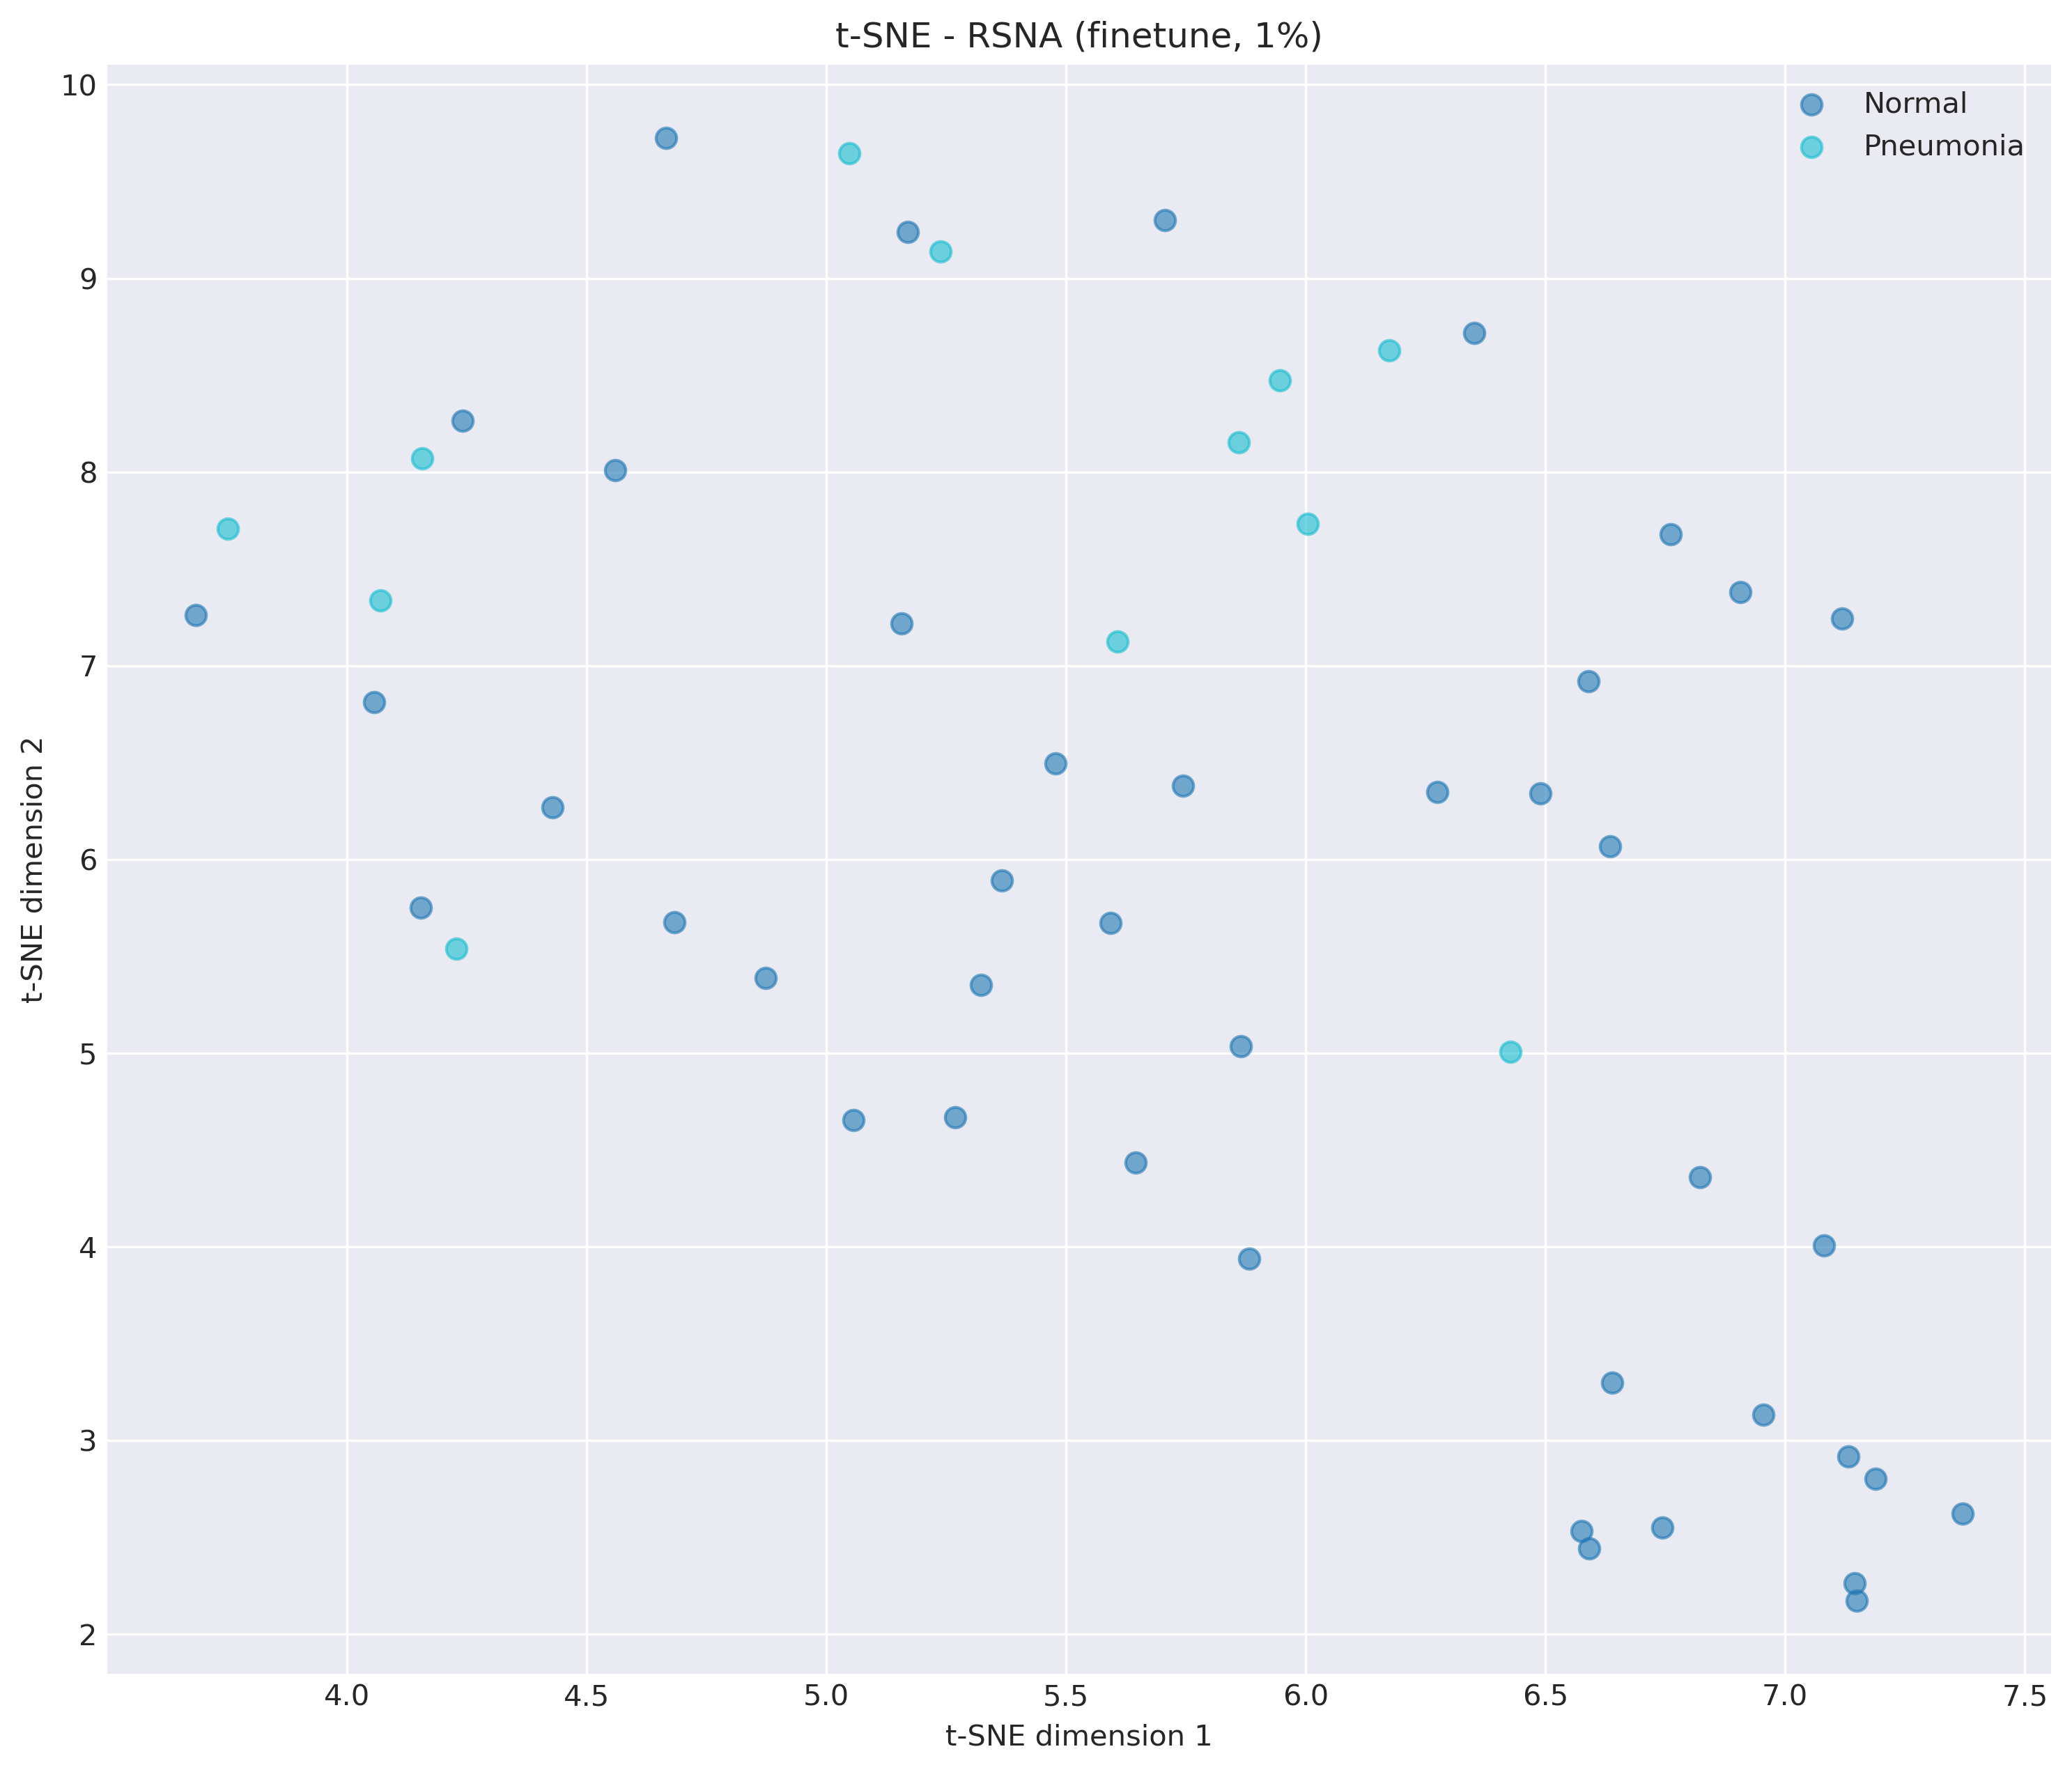 t-SNE - RSNA (finetune, 1%)
Normal
Pneumonia
10
9
8
7
6
5
4
3
2
t-SNE dimension 2
4.0 4.5 5.0 5.5 6.0 6.5 7.0 7.5
t-SNE dimension 1